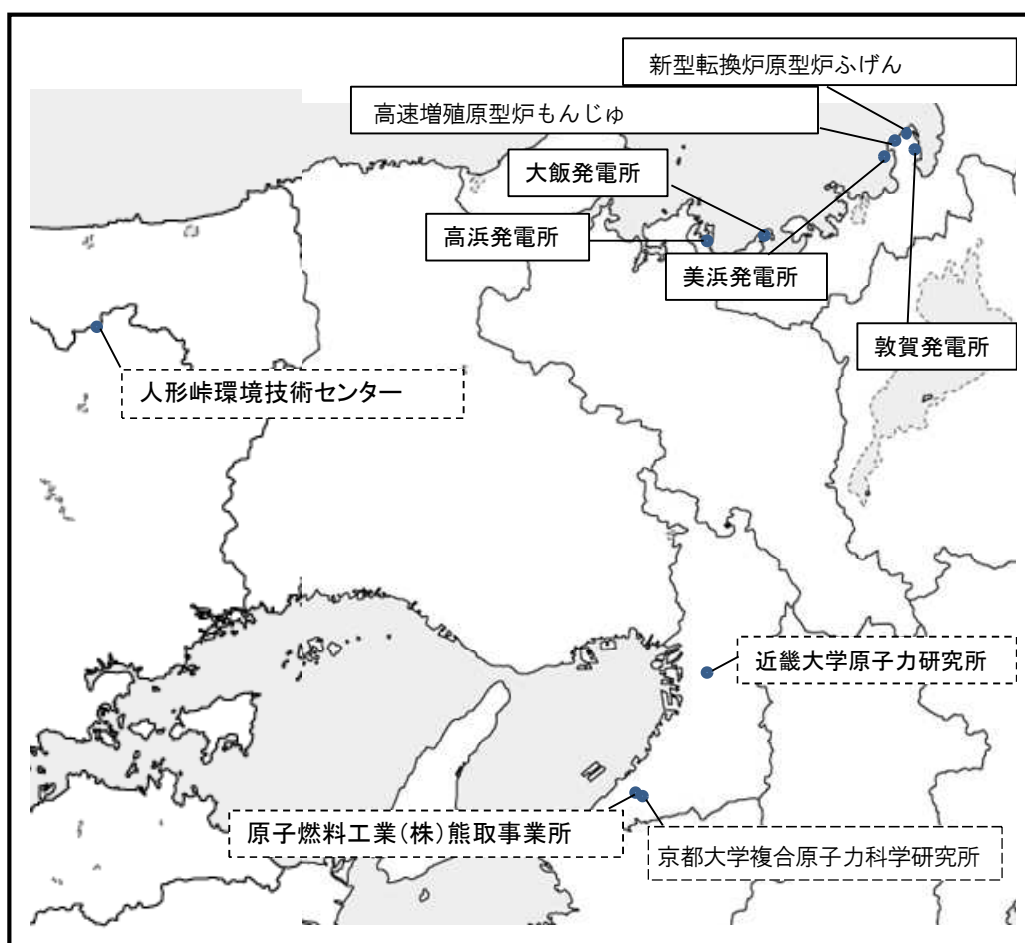 新型転換炉原型炉ふげん
高速増殖原型炉もんじゅ
大飯発電所
高浜発電所
美浜発電所
敦賀発電所
人形峠環境技術センター
近畿大学原子力研究所
原子燃料工業(株)熊取事業所
京都大学複合原子力科学研究所